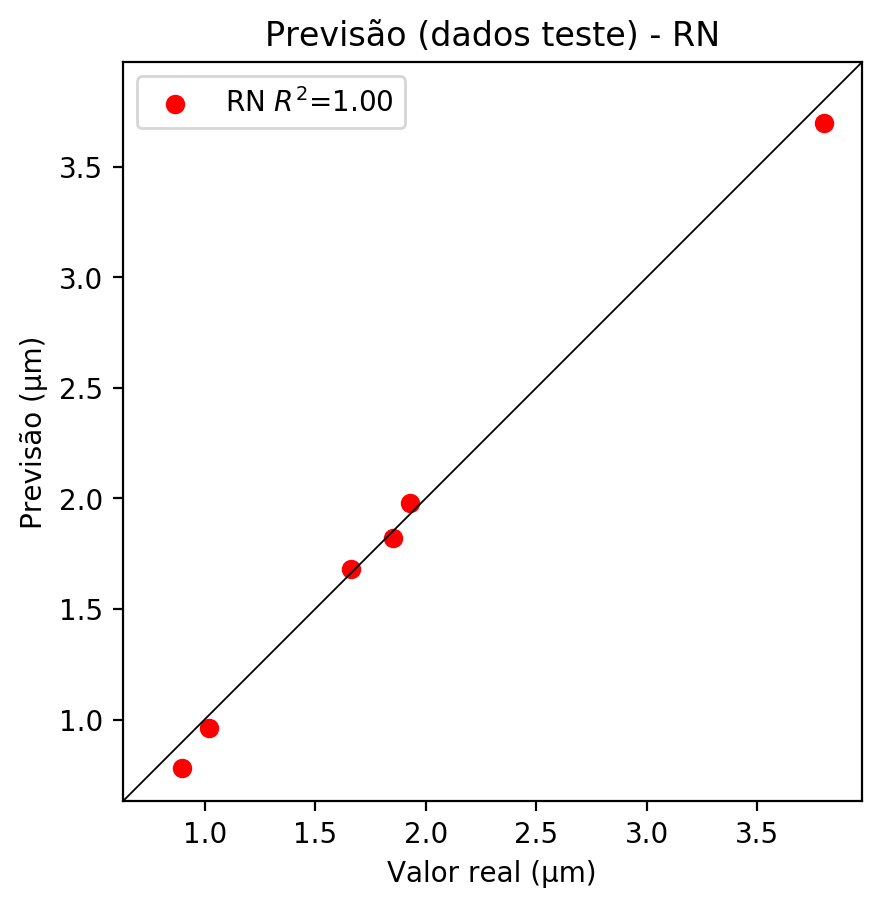 Previsão (dados teste) - RN
RN R²=1.00
Previsão (µm)
3.5
3.0
2.5
2.0
1.5
1.0
1.0 1.5 2.0 2.5 3.0 3.5
Valor real (µm)